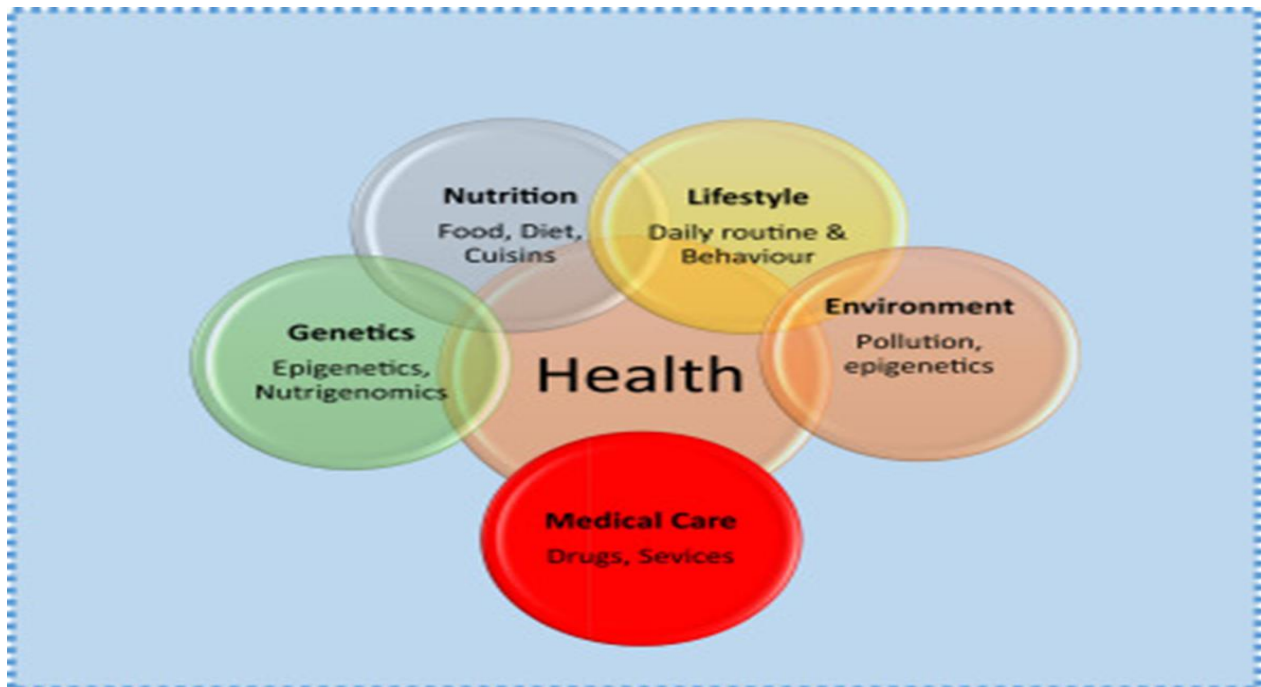 Nutrition
Food, Diet,
Cuisins
Lifestyle
Daily routine &
Behaviour
Genetics
Epigenetics,
Nutrigenomics
Health
Environment
Pollution,
epigenetics
Medical Care
Drugs, Sevices